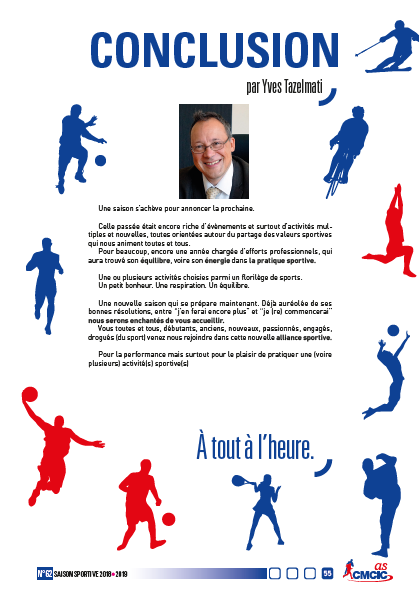 CONCLUSION
par Yves Tazelmati
Une saison s'achève pour annoncer la prochaine.
Celle passée était encore riche d'évènements et surtout d'activités mul-
tiples et nouvelles, toutes orientées autour du partage des valeurs sportives
qui nous animent toutes et tous.
Pour beaucoup, encore une année chargée d'efforts professionnels, qui
aura trouvé son équilibre, voire son énergie dans la pratique sportive.
Une ou plusieurs activités choisies parmi un florilège de sports.
Un petit bonheur. Une respiration. Un équilibre.
Une nouvelle saison qui se prépare maintenant. Déjà auréolée de ses
bonnes résolutions, entre "j'en ferai encore plus" et "je (re) commencerai"
nous serons enchantés de vous accueillir.
Vous toutes et tous, débutants, anciens, nouveaux, passionnés, engagés,
drogués (du sport) venez nous rejoindre dans cette nouvelle alliance sportive.
Pour la performance mais surtout pour le plaisir de pratiquer une (voire
plusieurs) activité(s) sportive(s)
À tout à l'heure.
N°62 SAISON SPORTIVE 2018•2019
55
as
CMCIC